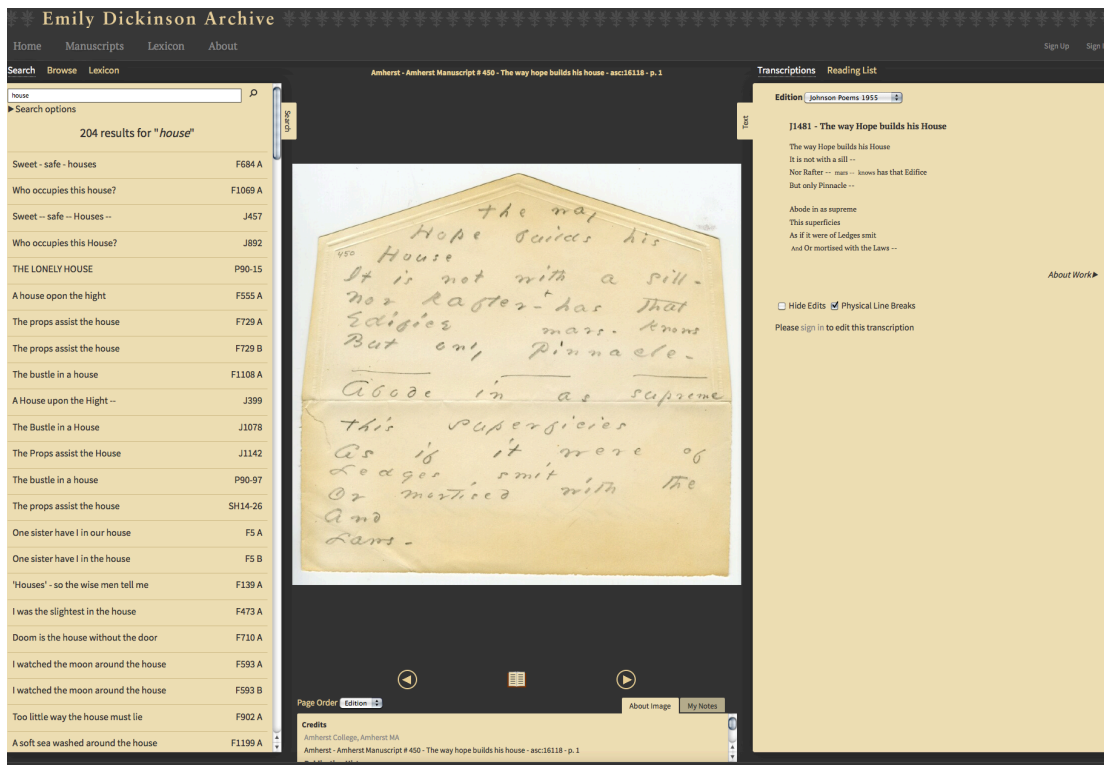 Emily Dickinson Archive
Home Manuscripts Lexicon About
Sign Up Sign
Search Browse Lexicon
house
▶Search options
204 results for "house"
Sweet - safe - houses F684 A
Who occupies this house? F1069 A
Sweet -- safe -- Houses -- J457
Who occupies this House? J892
THE LONELY HOUSE P90-15
A house opon the hight F555 A
The props assist the house F729 A
The props assist the house F729 B
The bustle in a house F1108 A
A House upon the Hight -- J399
The Bustle in a House J1078
The Props assist the House J1142
The bustle in a house P90-97
The props assist the house SH14-26
One sister have I in our house F5 A
One sister have I in the house F5 B
'Houses' - so the wise men tell me F139 A
I was the slightest in the house F473 A
Doom is the house without the door F710 A
I watched the moon around the house F593 A
I watched the moon around the house F593 B
Too little way the house must lie F902 A
A soft sea washed around the house F1199 A
Search
Amherst - Amherst Manuscript # 450 - The way hope builds his house - asc:16118 - p. 1
the way
Hope builds his
450 House
It is not with a sill -
Nor Rafter - has that
Edifice mars - knows
But only Pinnacle -
Abode in as supreme
This superficies
As if it were of
Ledges smit
Or mortised with the
And
Laws -
Page Order Edition
About Image My Notes
Credits
Amherst College, Amherst MA
Amherst - Amherst Manuscript # 450 - The way hope builds his house - asc:16118 - p. 1
Text
Transcriptions Reading List
Edition Johnson Poems 1955
J1481 - The way Hope builds his House
The way Hope builds his House
It is not with a sill --
Nor Rafter -- mars -- knows has that Edifice
But only Pinnacle --
Abode in as supreme
This superficies
As if it were of Ledges smit
And Or mortised with the Laws --
About Work▶
Hide Edits Physical Line Breaks
Please sign in to edit this transcription